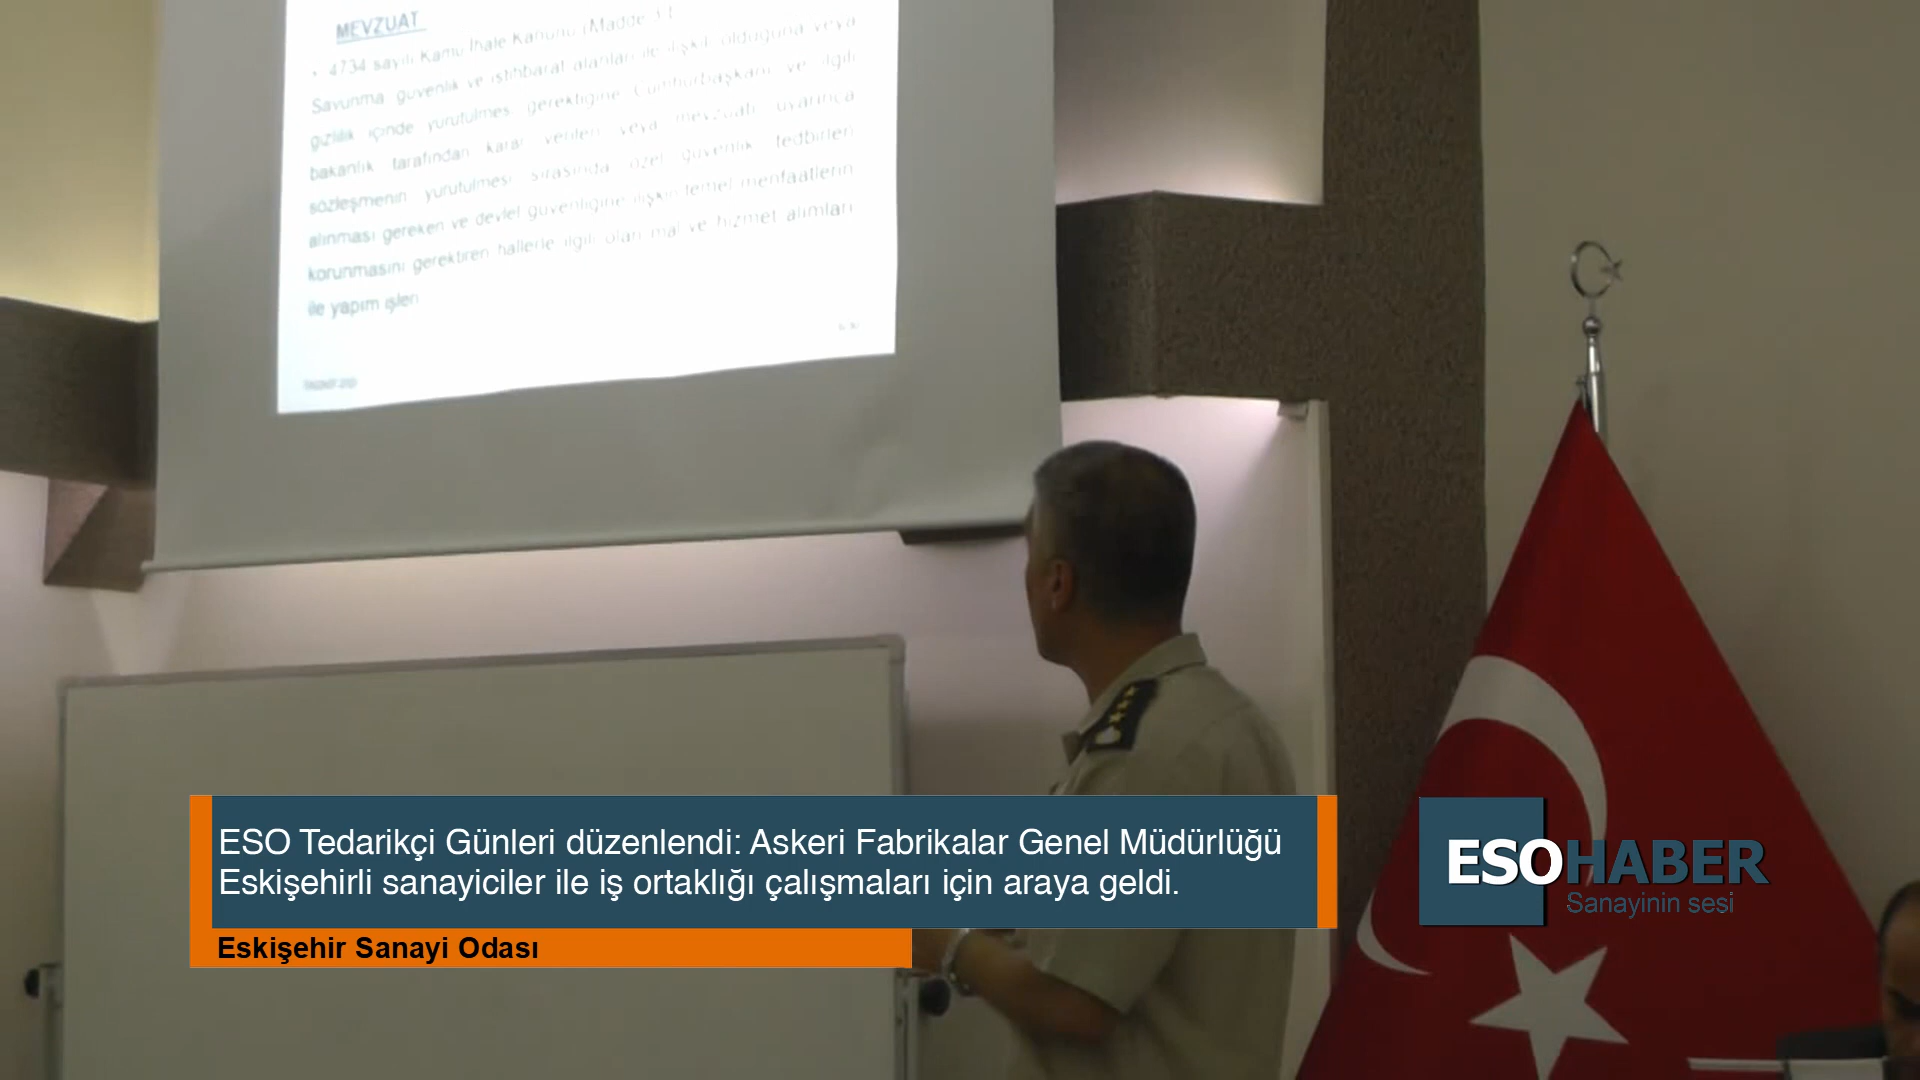 MEVZUAT
4734 sayılı Kamu İhale Kanunu (Madde 3
Savunma güvenlik ve istihbarat alanları ile ilişkili olduğuna veya
gizlilik içinde yürütülmesi gerektiğine Cumhurbaşkanı ve ilgili
bakanlık tarafından karar verilen veya mevzuatı uyarınca
sözleşmenin yürütülmesi sırasında özel güvenlik tedbirleri
alınması gereken ve devlet güvenliğine ilişkin temel menfaatlerin
korunmasını gerektiren hallerle ilgili olan mal ve hizmet alımları
ile yapım işleri
ESO Tedarikçi Günleri düzenlendi: Askeri Fabrikalar Genel Müdürlüğü
Eskişehirli sanayiciler ile iş ortaklığı çalışmaları için araya geldi.
Eskişehir Sanayi Odası
ESOHABER
Sanayinin sesi